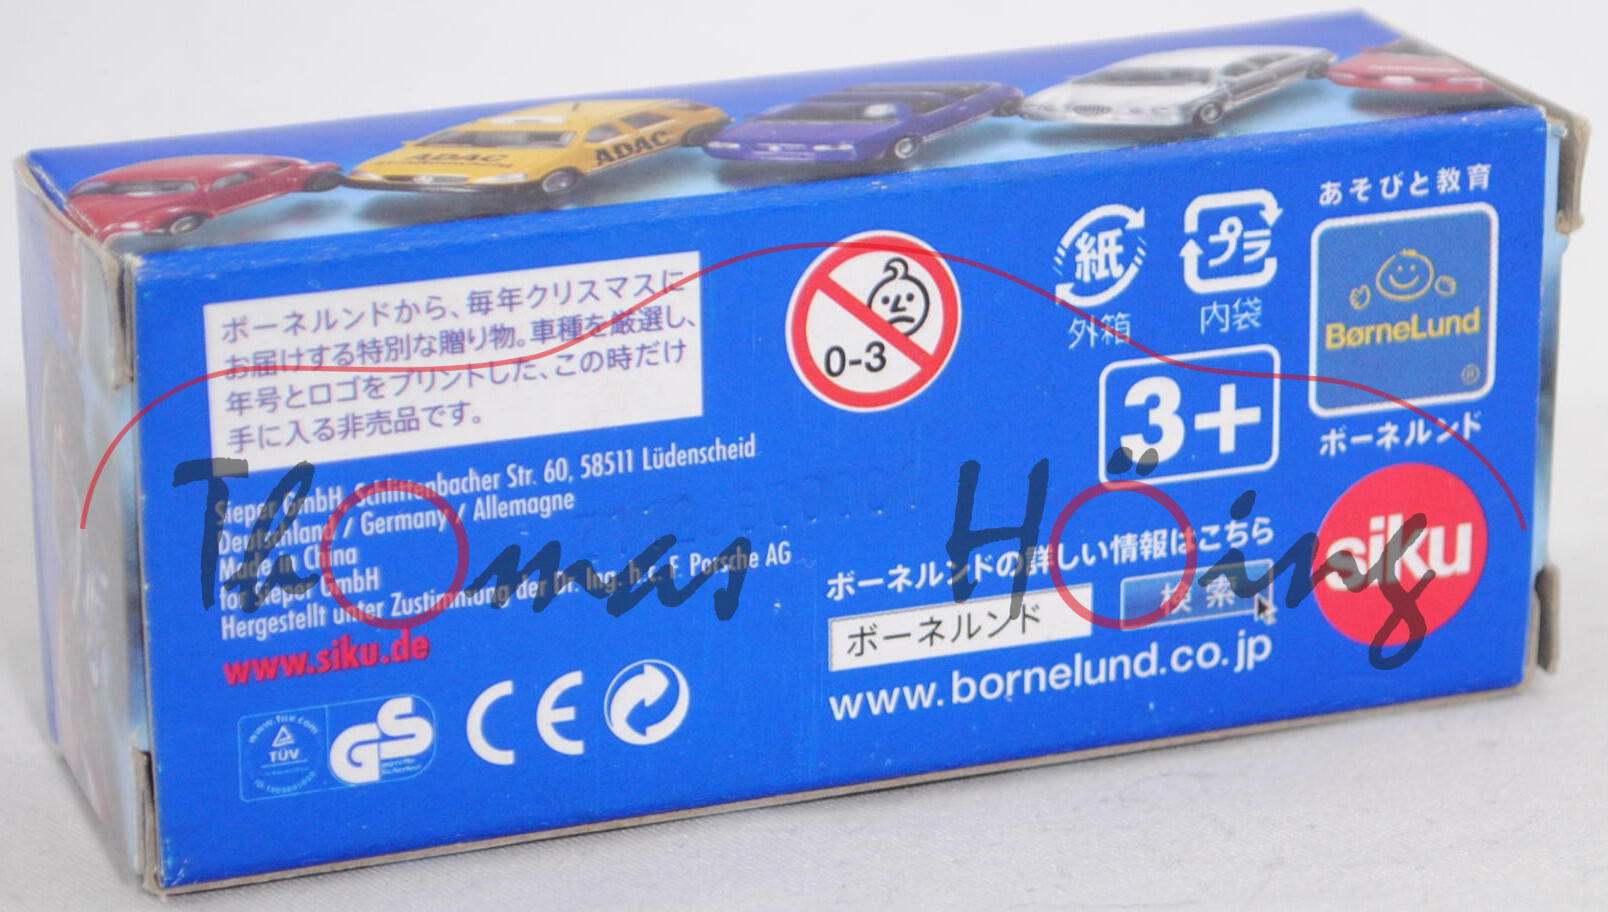 ADAC
ADAC
ボーネルンドから、毎年クリスマスに
お届けする特別な贈り物。車種を厳選し、
年号とロゴをプリントした、この時だけ
手に入る非売品です。
Sieper GmbH, Schlittenbacher Str. 60, 58511 Lüdenscheid
Deutschland / Germany / Allemagne
Made in China
for Sieper GmbH
Hergestellt unter Zustimmung der Dr. Ing. h.c. F. Porsche AG
www.siku.de
www.tuv.com
TÜV
GS
CE
0-3
紙
外箱
プラ
内袋
3+
あそびと教育
BørneLund
®
ボーネルンド
siku
ボーネルンドの詳しい情報はこちら
ボーネルンド
検索
www.bornelund.co.jp
Thomas Höing